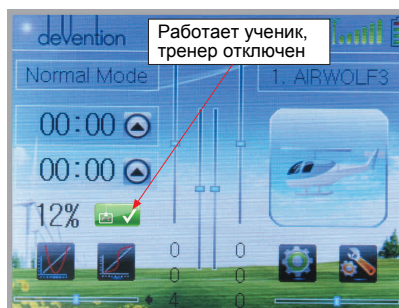 devention
Работает ученик,
тренер отключен
Normal Mode
1. AIRWOLF3
00:00
00:00
12%
0 0
0 0
4 0